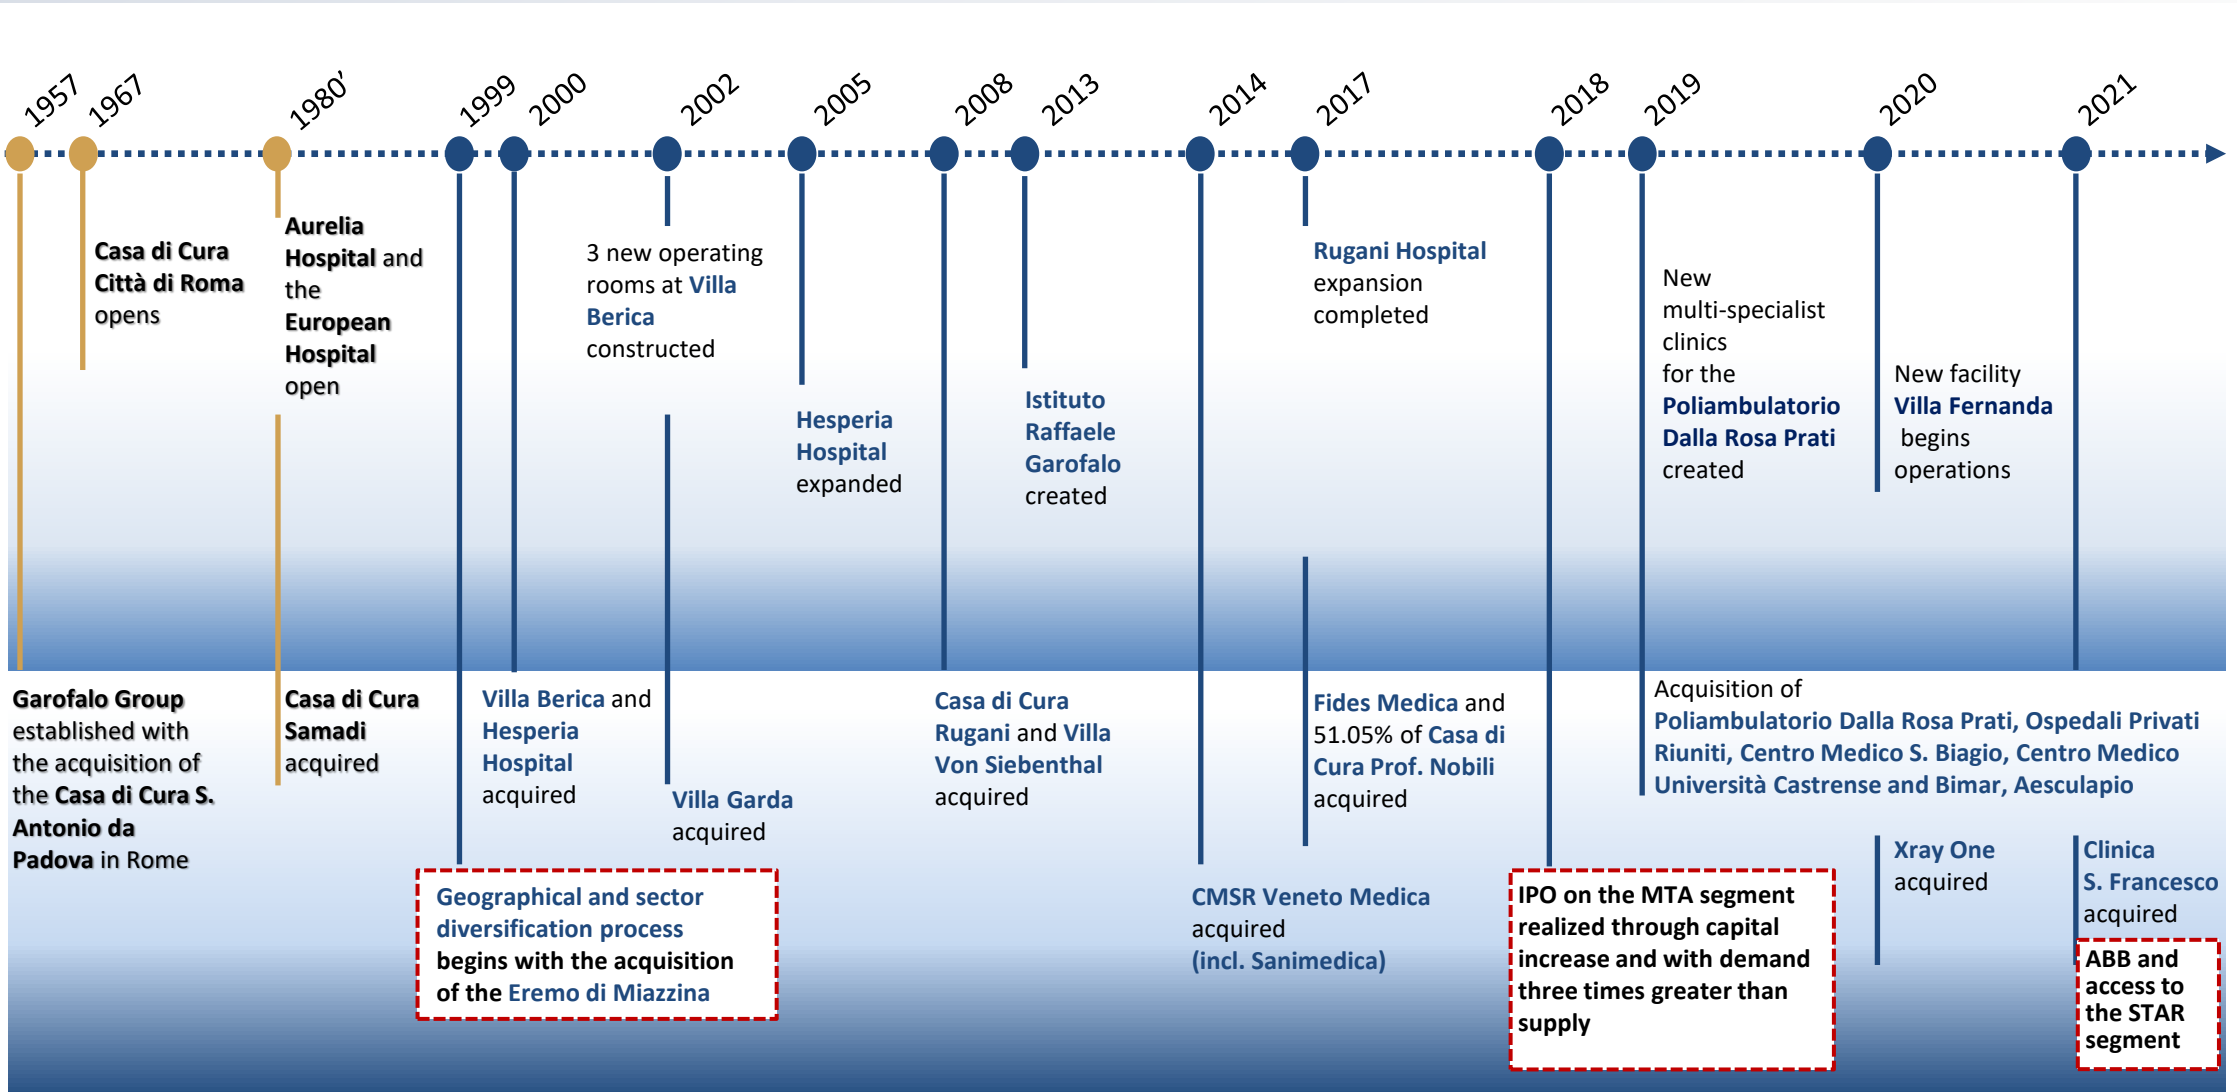 1957
1967
1980’
1999
2000
2002
2005
2008
2013
2014
2017
2018
2019
2020
2021
Casa di Cura
Città di Roma
opens
Aurelia
Hospital and
the
European
Hospital
open
3 new operating
rooms at Villa
Berica
constructed
Hesperia
Hospital
expanded
Istituto
Raffaele
Garofalo
created
Rugani Hospital
expansion
completed
New
multi-specialist
clinics
for the
Poliambulatorio
Dalla Rosa Prati
created
New facility
Villa Fernanda
begins
operations
Garofalo Group
established with
the acquisition of
the Casa di Cura S.
Antonio da
Padova in Rome
Casa di Cura
Samadi
acquired
Villa Berica and
Hesperia
Hospital
acquired
Villa Garda
acquired
Casa di Cura
Rugani and Villa
Von Siebenthal
acquired
Fides Medica and
51.05% of Casa di
Cura Prof. Nobili
acquired
Acquisition of
Poliambulatorio Dalla Rosa Prati, Ospedali Privati
Riuniti, Centro Medico S. Biagio, Centro Medico
Università Castrense and Bimar, Aesculapio
Geographical and sector
diversification process
begins with the acquisition
of the Eremo di Miazzina
CMSR Veneto Medica
acquired
(incl. Sanimedica)
IPO on the MTA segment
realized through capital
increase and with demand
three times greater than
supply
Xray One
acquired
Clinica
S. Francesco
acquired
ABB and
access to
the STAR
segment